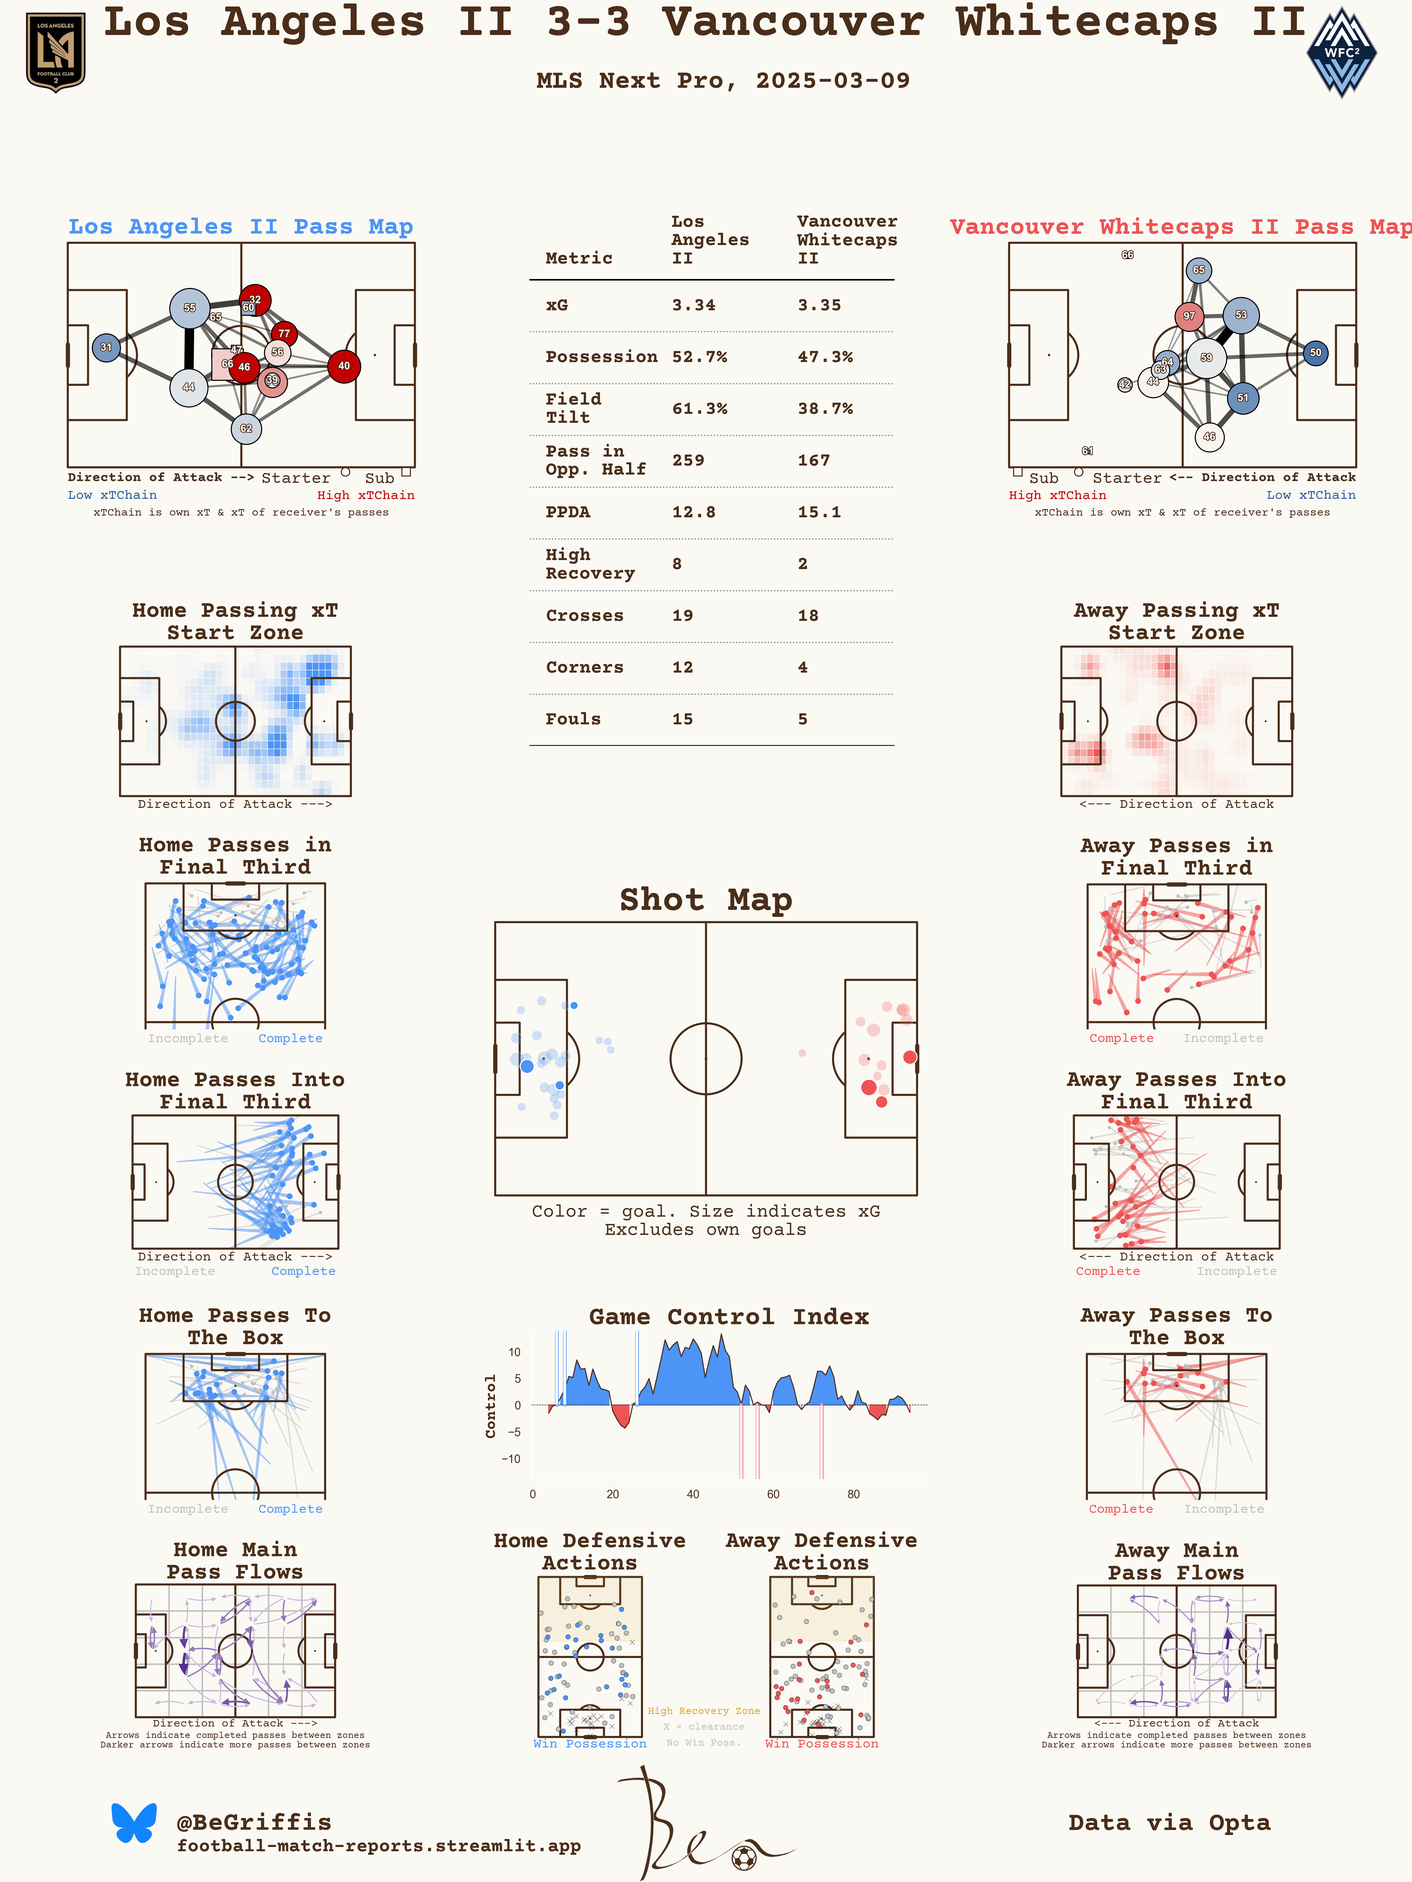 Los Angeles II 3-3 Vancouver Whitecaps II
MLS Next Pro, 2025-03-09
LOS ANGELES
FOOTBALL CLUB
2
WFC2
Los Angeles II Pass Map
55
32
60
65
77
31
47
56
66
46
40
39
44
62
Direction of Attack --> Starter Sub
Low xTChain High xTChain
xTChain is own xT & xT of receiver's passes
Metric Los Angeles II Vancouver Whitecaps II
xG 3.34 3.35
Possession 52.7% 47.3%
Field Tilt 61.3% 38.7%
Pass in Opp. Half 259 167
PPDA 12.8 15.1
High Recovery 8 2
Crosses 19 18
Corners 12 4
Fouls 15 5
Vancouver Whitecaps II Pass Map
66
65
97
53
59
50
64
63
42
44
51
46
61
Sub Starter <-- Direction of Attack
High xTChain Low xTChain
xTChain is own xT & xT of receiver's passes
Home Passing xT
Start Zone
Direction of Attack --->
Away Passing xT
Start Zone
<--- Direction of Attack
Home Passes in
Final Third
Incomplete Complete
Away Passes in
Final Third
Complete Incomplete
Shot Map
Color = goal. Size indicates xG
Excludes own goals
Home Passes Into
Final Third
Direction of Attack --->
Incomplete Complete
Away Passes Into
Final Third
<--- Direction of Attack
Complete Incomplete
Home Passes To
The Box
Incomplete Complete
Game Control Index
Control
10
5
0
−5
−10
0 20 40 60 80
Away Passes To
The Box
Complete Incomplete
Home Main
Pass Flows
Direction of Attack --->
Arrows indicate completed passes between zones
Darker arrows indicate more passes between zones
Home Defensive
Actions
Win Possession
Away Defensive
Actions
Win Possession
High Recovery Zone
X = clearance
No Win Poss.
Away Main
Pass Flows
<--- Direction of Attack
Arrows indicate completed passes between zones
Darker arrows indicate more passes between zones
@BeGriffis
football-match-reports.streamlit.app
Ben
Data via Opta